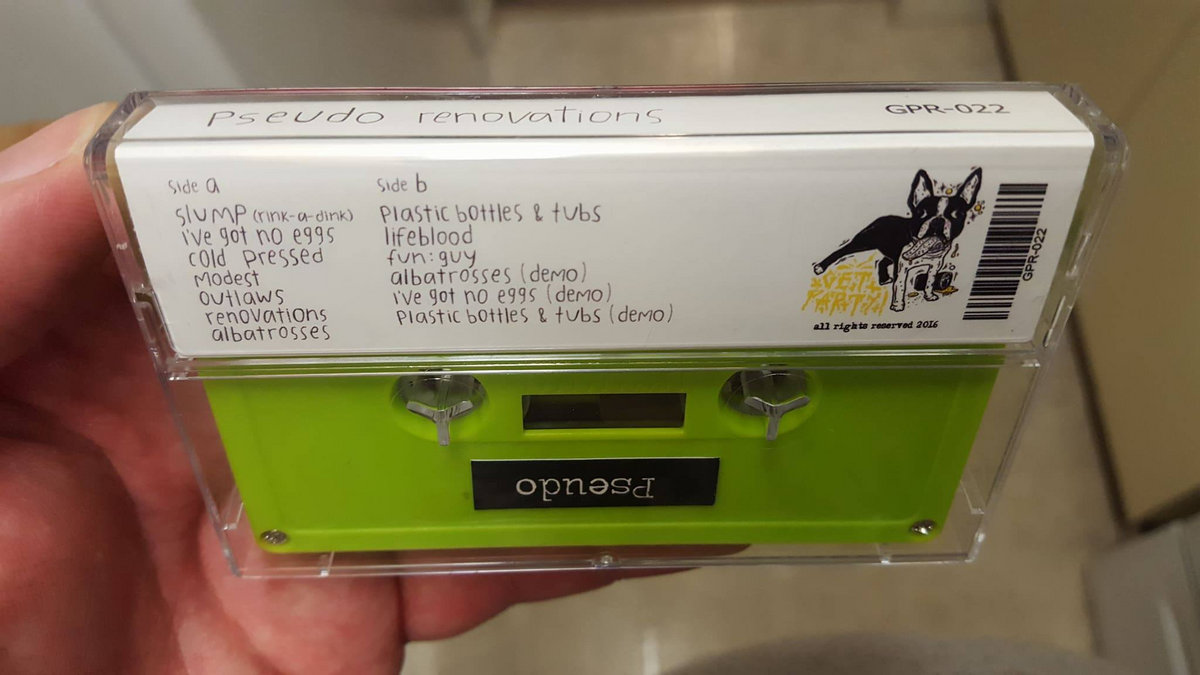 Pseudo renovations
GPR-022
side a
slump (rink-a-dink)
i've got no eggs
cold pressed
modest
outlaws
renovations
albatrosses
side b
plastic bottles & tubs
lifeblood
fun:guy
albatrosses (demo)
i've got no eggs (demo)
plastic bottles & tubs (demo)
GET
PARTY!
all rights reserved 2016
GPR-022
Pseudo